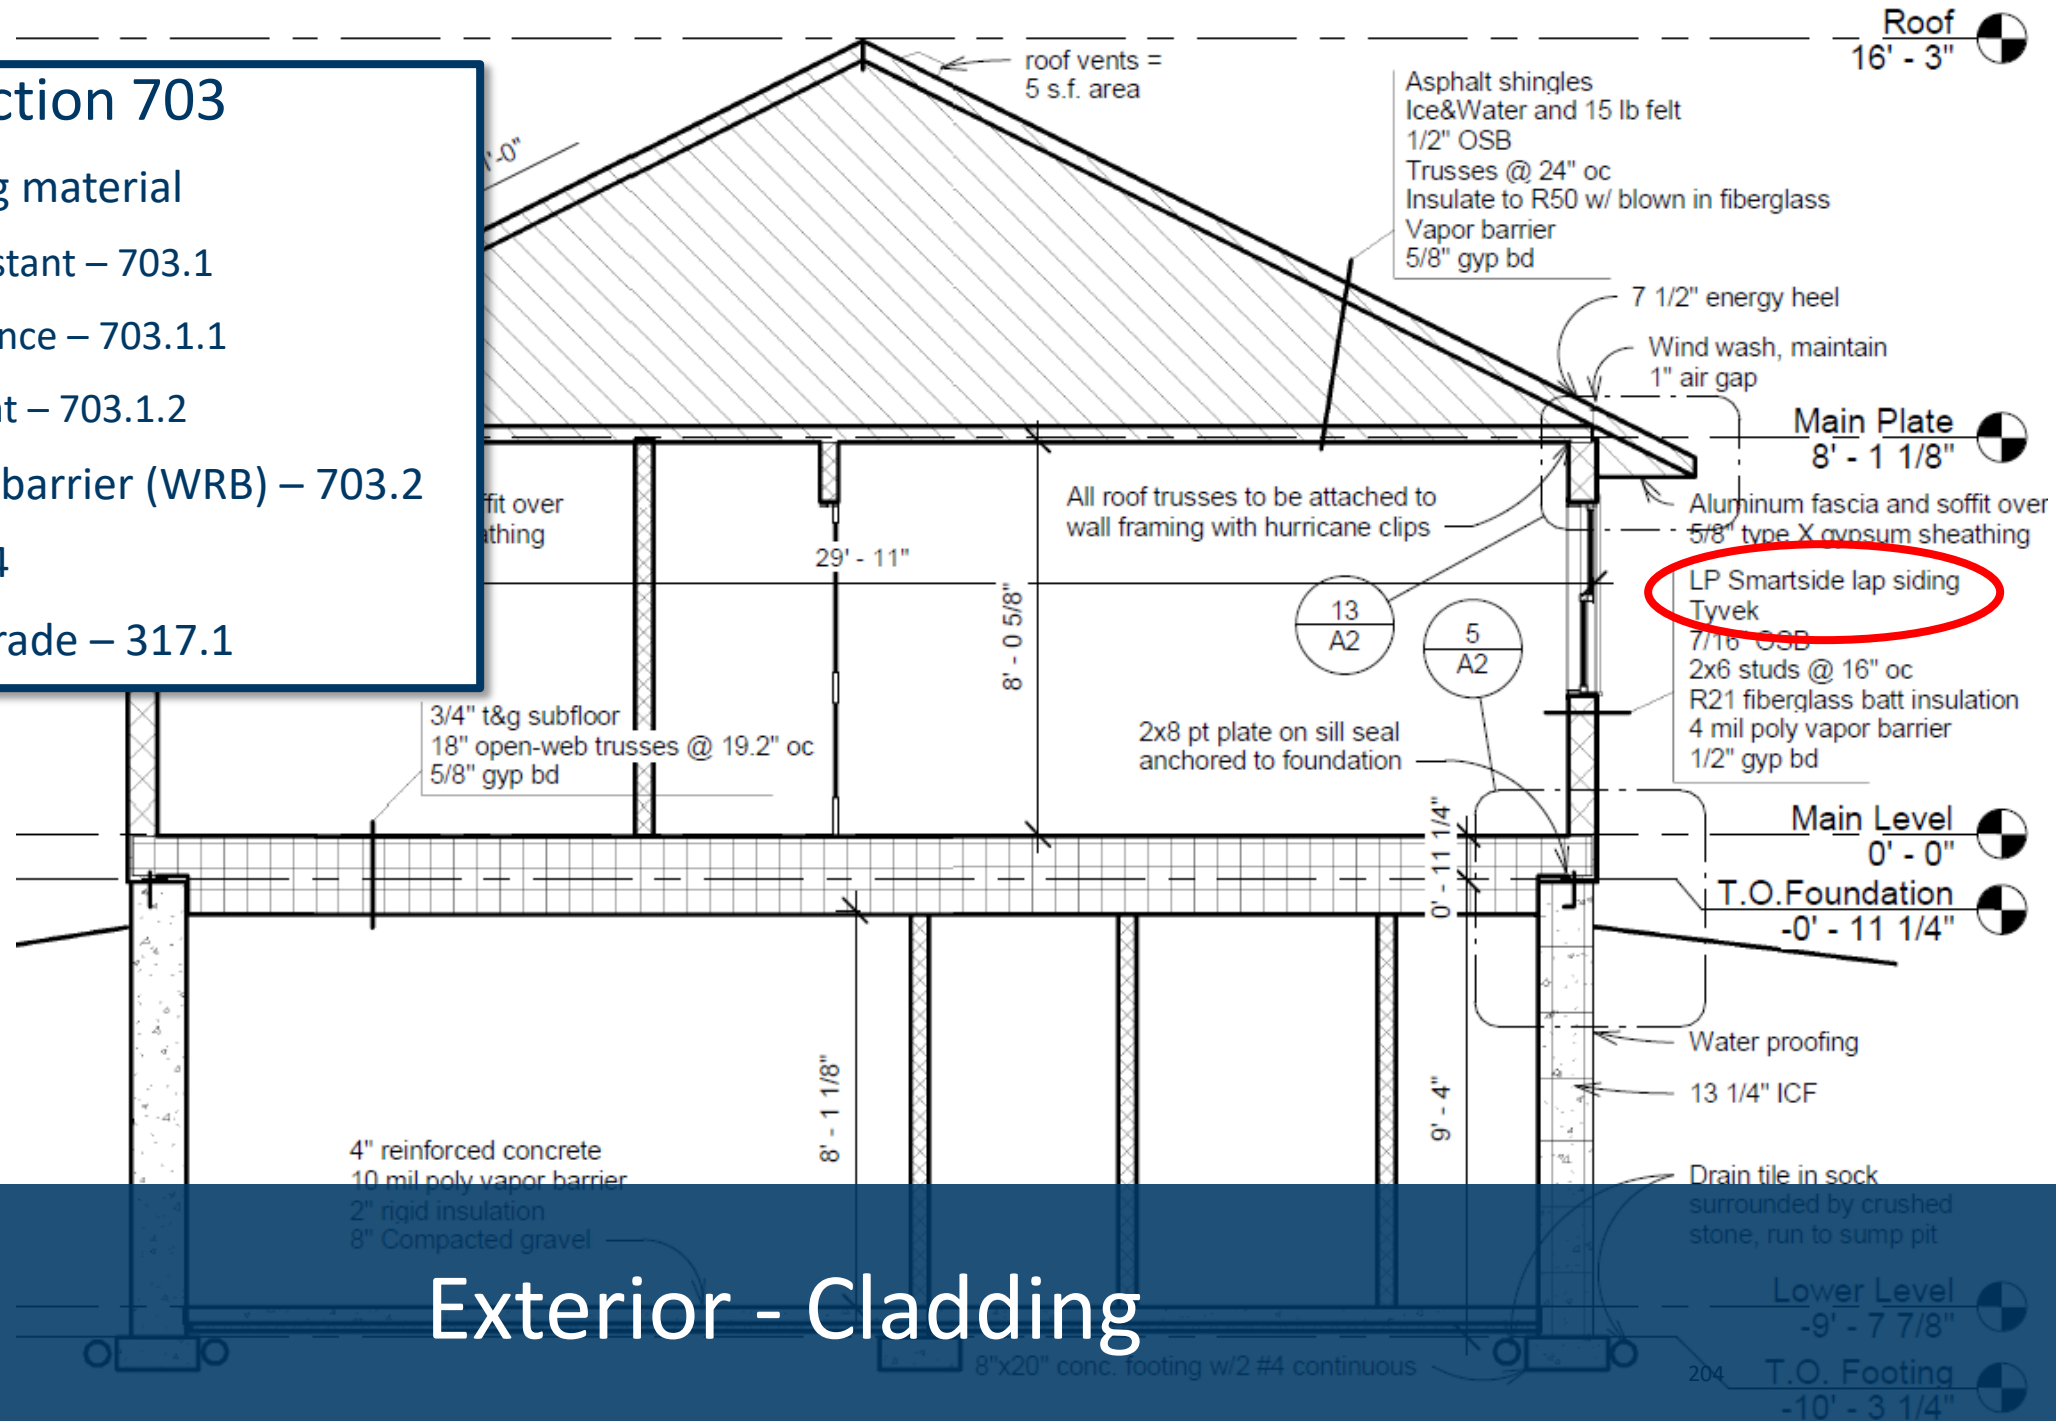 Roof
16' - 3"
ction 703
g material
stant – 703.1
nce – 703.1.1
t – 703.1.2
barrier (WRB) – 703.2
4
rade – 317.1
'-0"
roof vents =
5 s.f. area
Asphalt shingles
Ice&Water and 15 lb felt
1/2" OSB
Trusses @ 24" oc
Insulate to R50 w/ blown in fiberglass
Vapor barrier
5/8" gyp bd
7 1/2" energy heel
Wind wash, maintain
1" air gap
Main Plate
8' - 1 1/8"
ffit over
athing
29' - 11"
8' - 0 5/8"
All roof trusses to be attached to
wall framing with hurricane clips
13
A2
5
A2
Aluminum fascia and soffit over
5/8" type X gypsum sheathing
LP Smartside lap siding
Tyvek
7/16" OSB
2x6 studs @ 16" oc
R21 fiberglass batt insulation
4 mil poly vapor barrier
1/2" gyp bd
3/4" t&g subfloor
18" open-web trusses @ 19.2" oc
5/8" gyp bd
2x8 pt plate on sill seal
anchored to foundation
0' - 11 1/4"
Main Level
0' - 0"
T.O.Foundation
-0' - 11 1/4"
Water proofing
13 1/4" ICF
8' - 1 1/8"
9' - 4"
4" reinforced concrete
10 mil poly vapor barrier
2" rigid insulation
8" Compacted gravel
Drain tile in sock
surrounded by crushed
stone, run to sump pit
Exterior - Cladding
Lower Level
-9' - 7 7/8"
8"x20" conc. footing w/2 #4 continuous
204
T.O. Footing
-10' - 3 1/4"